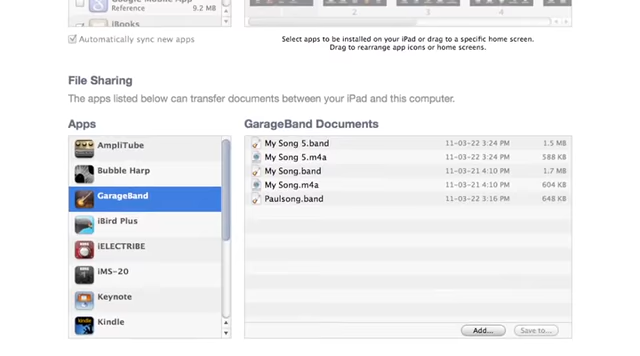 Google Mobile App
Reference 9.2 MB
iBooks
Automatically sync new apps
2 3 4
Select apps to be installed on your iPad or drag to a specific home screen.
Drag to rearrange app icons or home screens.
File Sharing
The apps listed below can transfer documents between your iPad and this computer.
Apps
AmpliTube
Bubble Harp
GarageBand
iBird Plus
iELECTRIBE
iMS-20
Keynote
kindle
Kindle
GarageBand Documents
My Song 5.band 11-03-22 3:24 PM 1.5 MB
My Song 5.m4a 11-03-22 3:24 PM 588 KB
My Song.band 11-03-21 4:10 PM 1.7 MB
My Song.m4a 11-03-21 4:10 PM 604 KB
Paulsong.band 11-03-22 3:16 PM 648 KB
Add...
Save to...